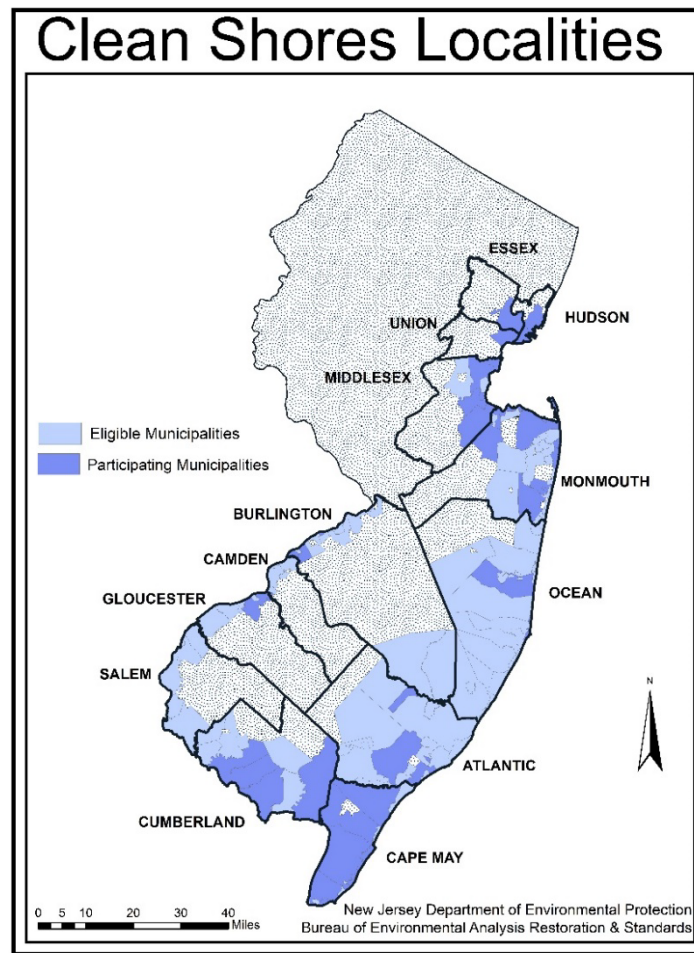 Clean Shores Localities
ESSEX
UNION
HUDSON
MIDDLESEX
Eligible Municipalities
Participating Municipalities
MONMOUTH
BURLINGTON
CAMDEN
OCEAN
GLOUCESTER
SALEM
N
ATLANTIC
CUMBERLAND
CAPE MAY
0 5 10 20 30 40
Miles
New Jersey Department of Environmental Protection
Bureau of Environmental Analysis Restoration & Standards